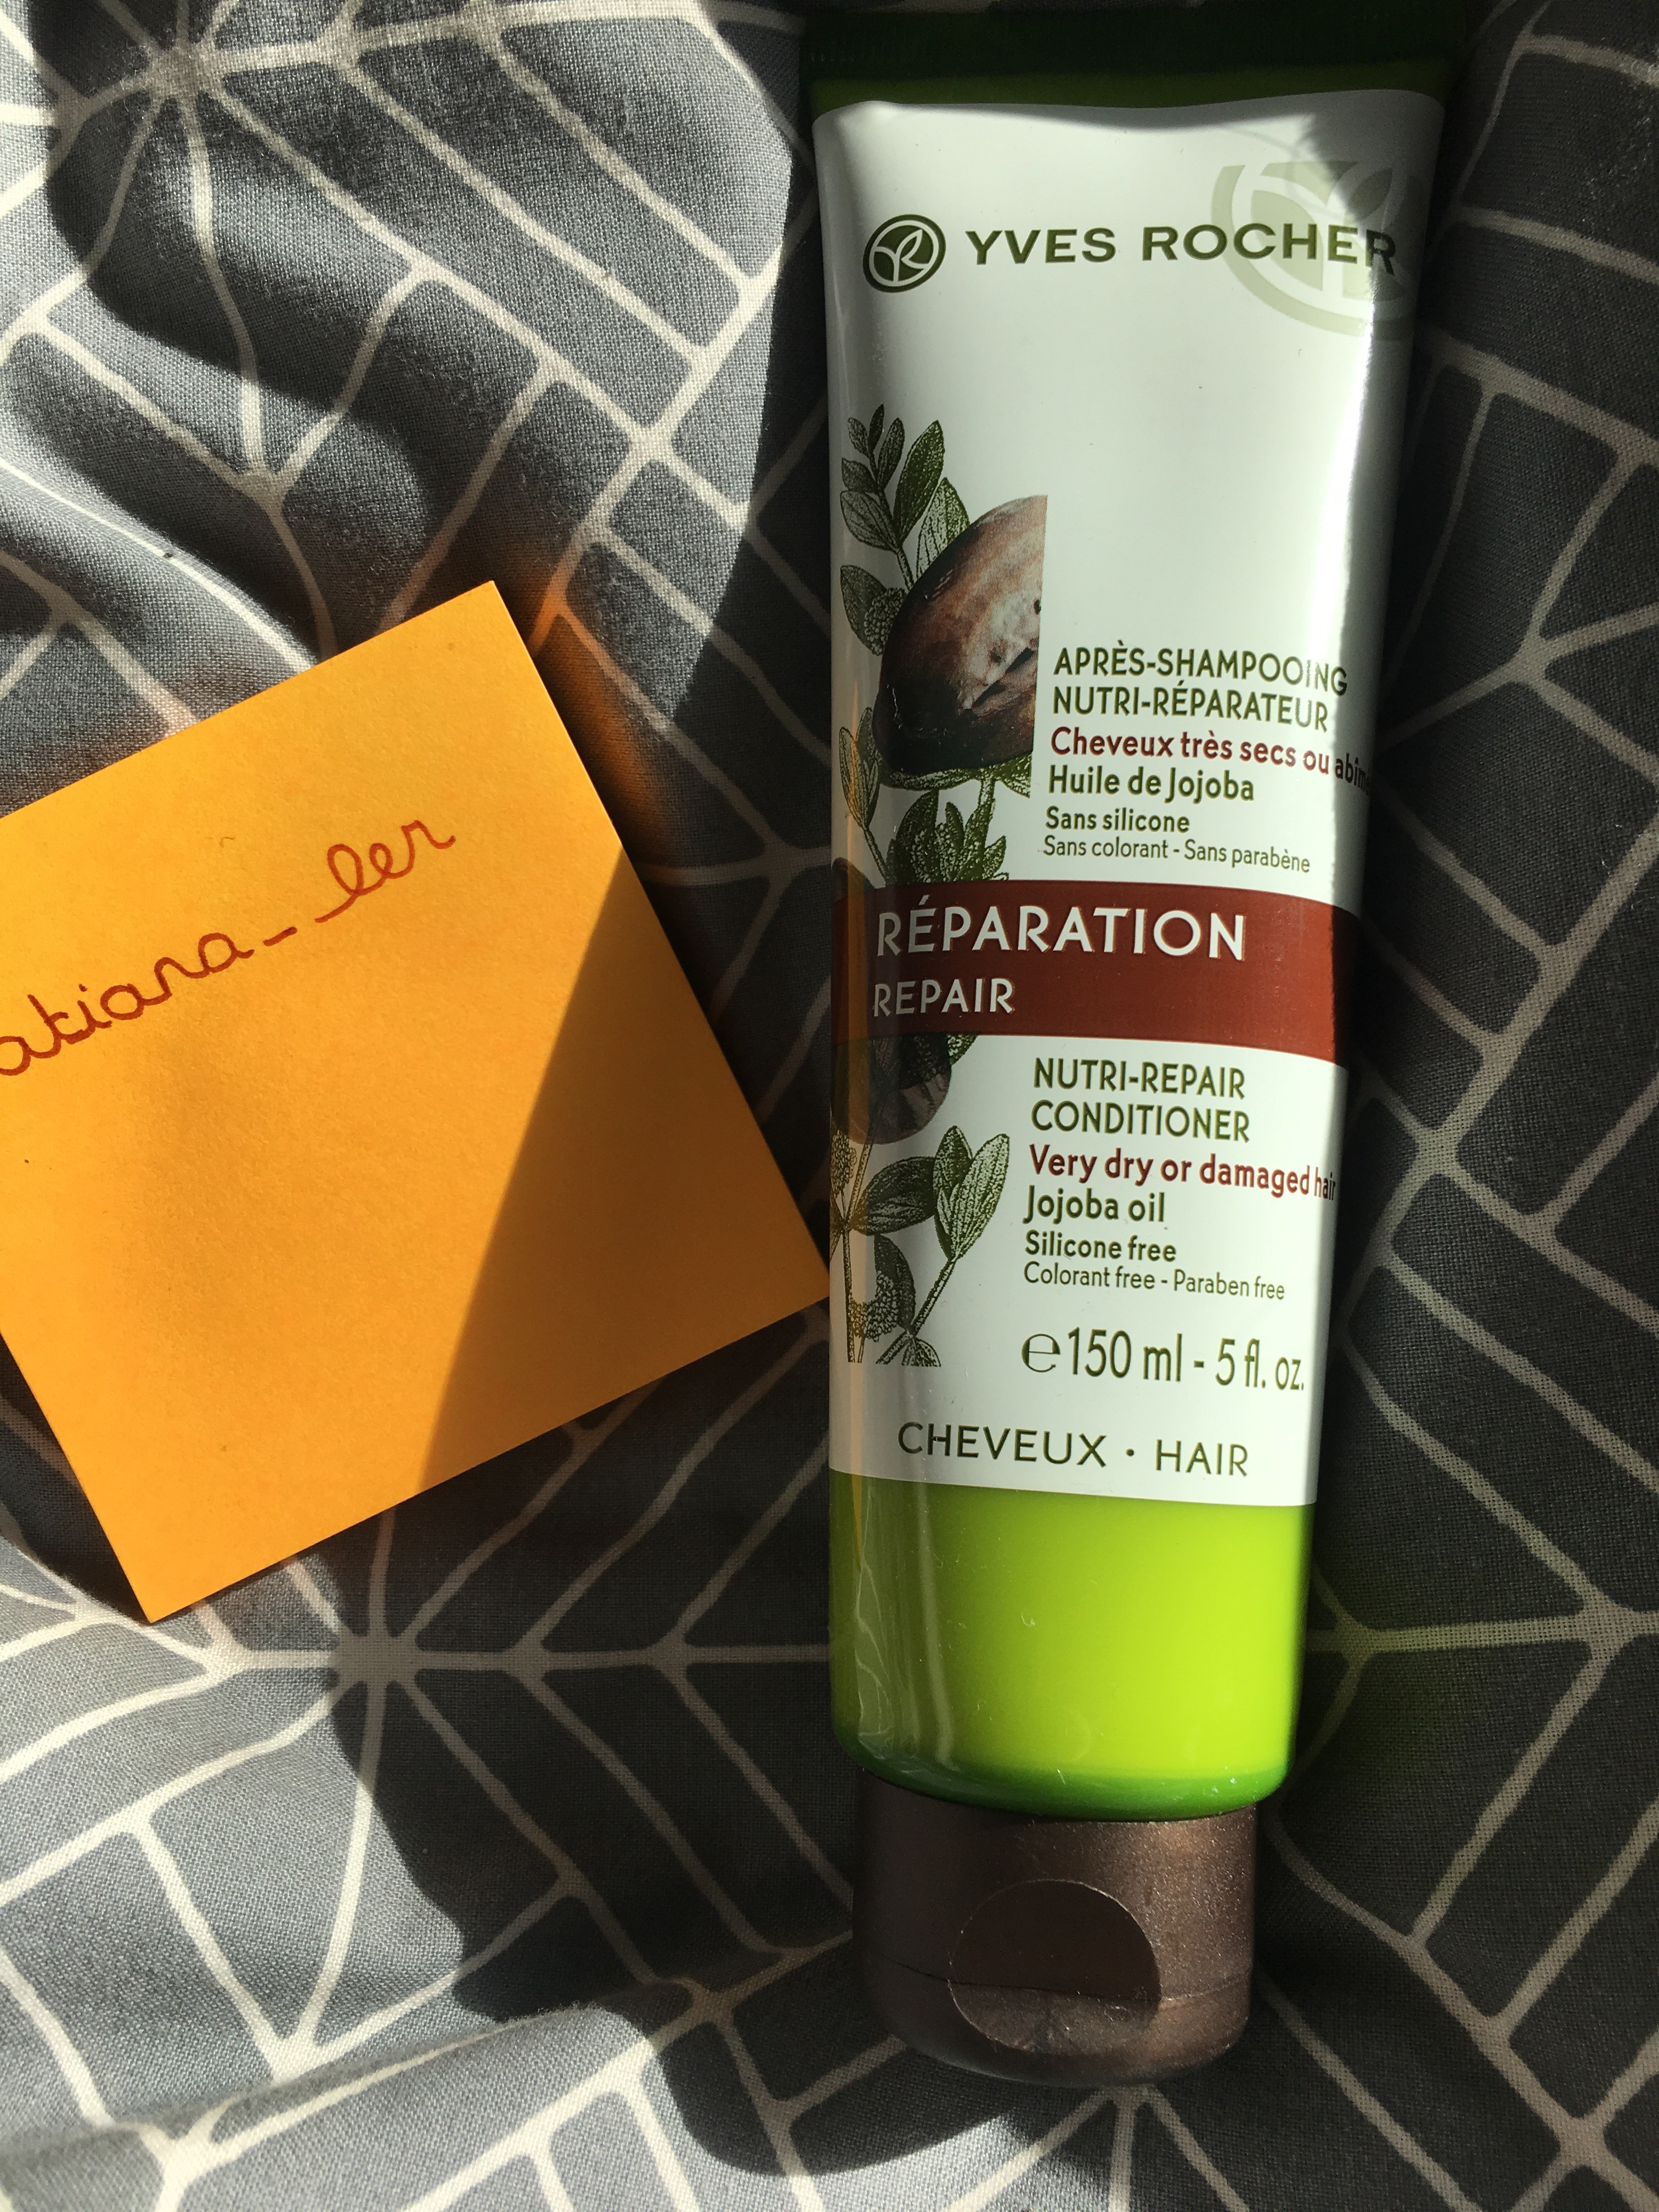 atiana_ler
YVES ROCHER
APRÈS-SHAMPOOING
NUTRI-RÉPARATEUR
Cheveux très secs ou
Huile de Jojoba
Sans silicone
Sans colorant - Sans parabène
RÉPARATION
REPAIR
NUTRI-REPAIR
CONDITIONER
Very dry or damaged hair
Jojoba oil
Silicone free
Colorant free - Paraben free
℮150 ml - 5 fl. oz.
CHEVEUX • HAIR